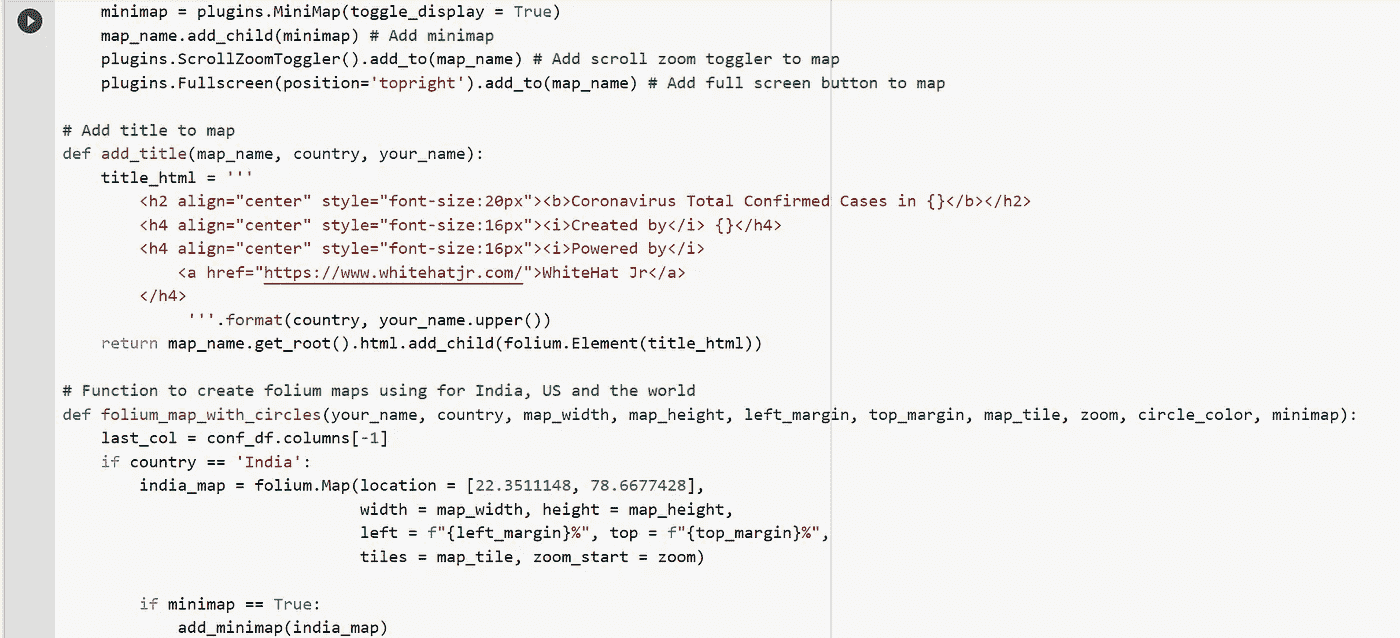 minimap = plugins.MiniMap(toggle_display = True)
map_name.add_child(minimap) # Add minimap
plugins.ScrollZoomToggler().add_to(map_name) # Add scroll zoom toggler to map
plugins.Fullscreen(position='topright').add_to(map_name) # Add full screen button to map
# Add title to map
def add_title(map_name, country, your_name):
title_html = '''
<h2 align="center" style="font-size:20px"><b>Coronavirus Total Confirmed Cases in {}</b></h2>
<h4 align="center" style="font-size:16px"><i>Created by</i> {}</h4>
<h4 align="center" style="font-size:16px"><i>Powered by</i>
<a href="https://www.whitehatjr.com/">WhiteHat Jr</a>
</h4>
'''.format(country, your_name.upper())
return map_name.get_root().html.add_child(folium.Element(title_html))
# Function to create folium maps using for India, US and the world
def folium_map_with_circles(your_name, country, map_width, map_height, left_margin, top_margin, map_tile, zoom, circle_color, minimap):
last_col = conf_df.columns[-1]
if country == 'India':
india_map = folium.Map(location = [22.3511148, 78.6677428],
width = map_width, height = map_height,
left = f"{left_margin}%", top = f"{top_margin}%",
tiles = map_tile, zoom_start = zoom)
if minimap == True:
add_minimap(india_map)